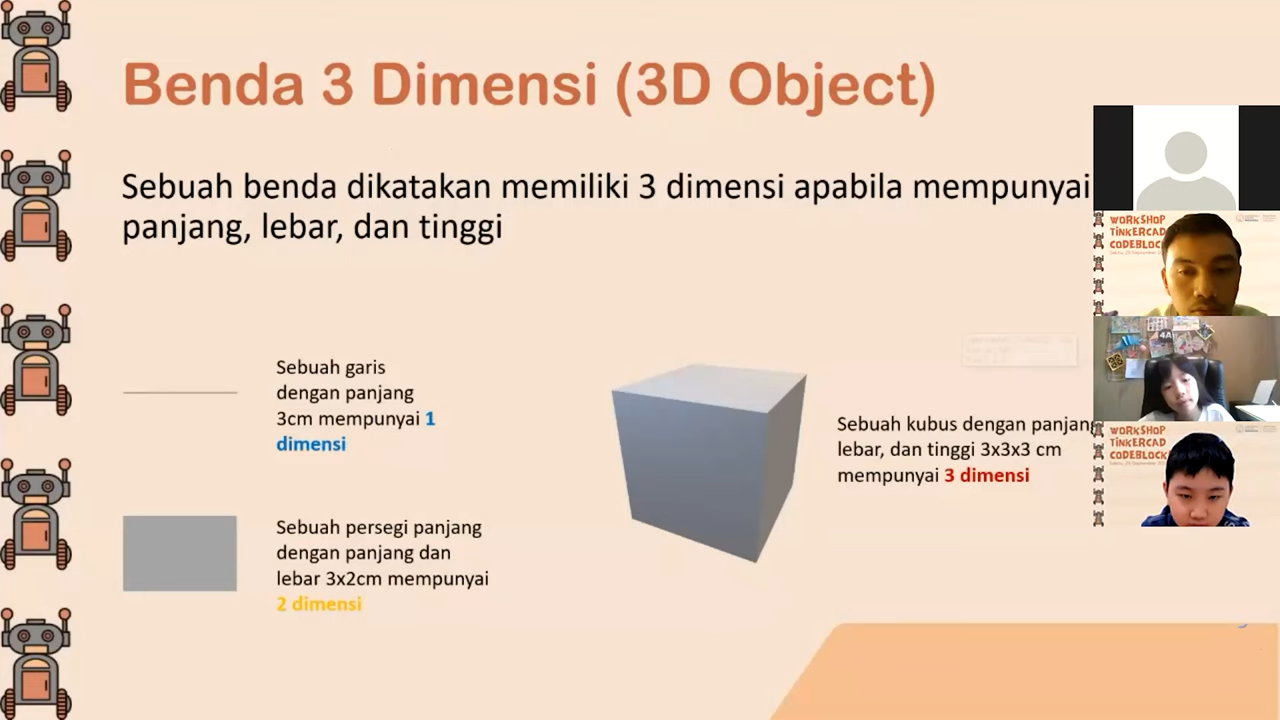 Benda 3 Dimensi (3D Object)
Sebuah benda dikatakan memiliki 3 dimensi apabila mempunyai
panjang, lebar, dan tinggi
Sebuah garis
dengan panjang
3cm mempunyai 1
dimensi
Sebuah persegi panjang
dengan panjang dan
lebar 3x2cm mempunyai
2 dimensi
Sebuah kubus dengan panjang
lebar, dan tinggi 3x3x3 cm
mempunyai 3 dimensi
WORKSHOP
TINKERCAD
CODEBLOC
WORKSHOP
TINKERCAD
CODEBLOCK